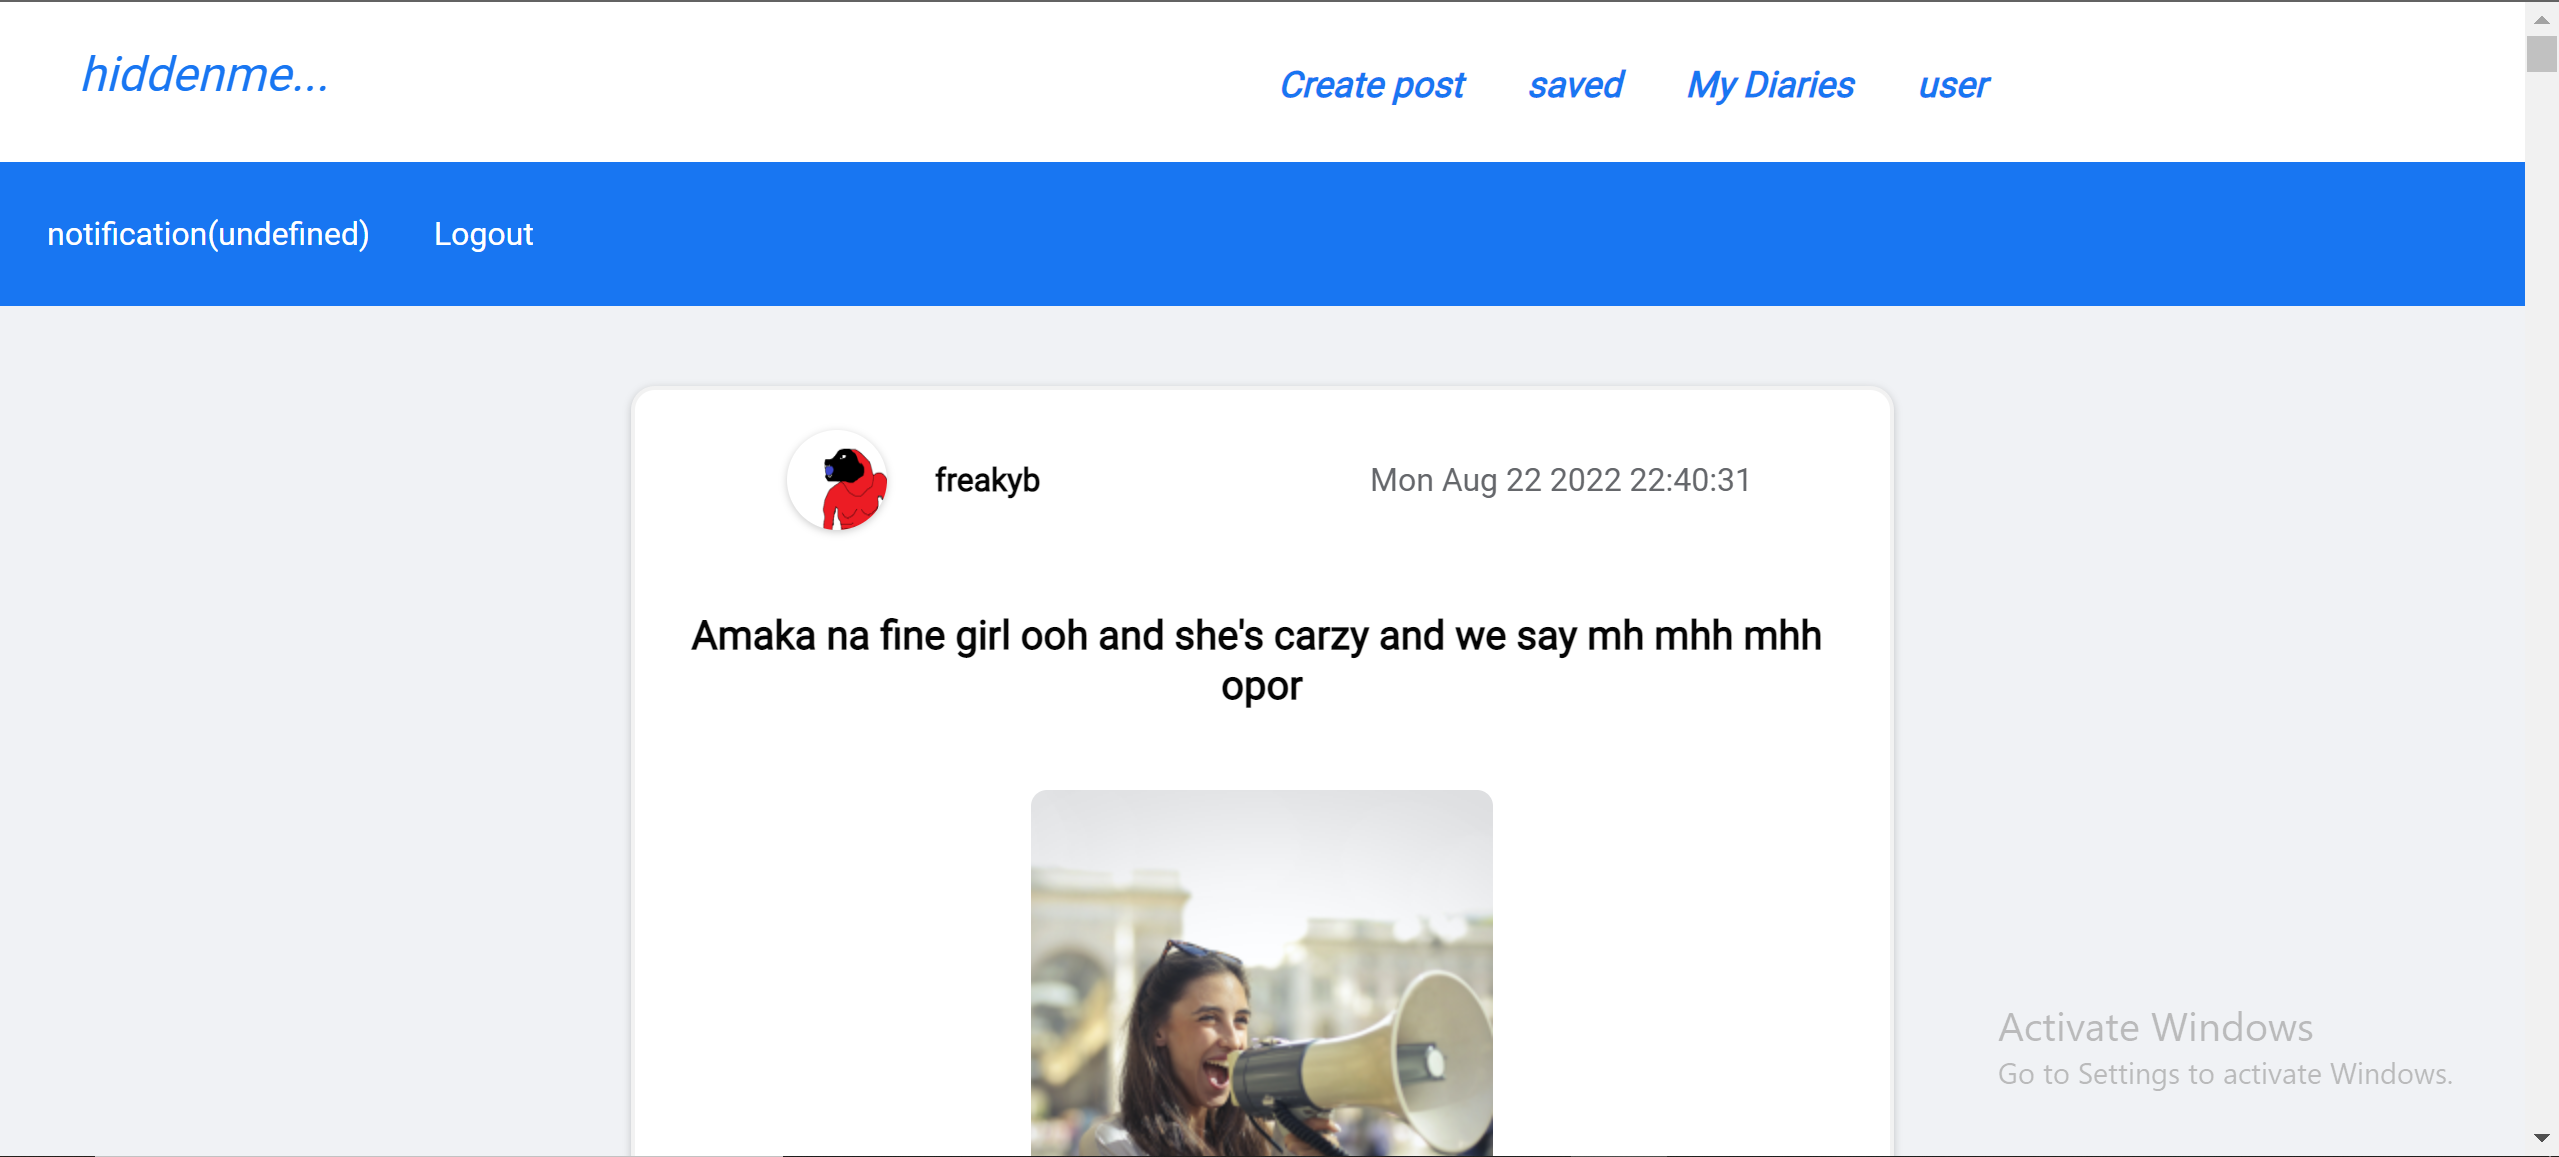 hiddenme...
Create post saved My Diaries user
notification(undefined) Logout
freakyb Mon Aug 22 2022 22:40:31
Amaka na fine girl ooh and she's carzy and we say mh mhh mhh
opor
Activate Windows
Go to Settings to activate Windows.